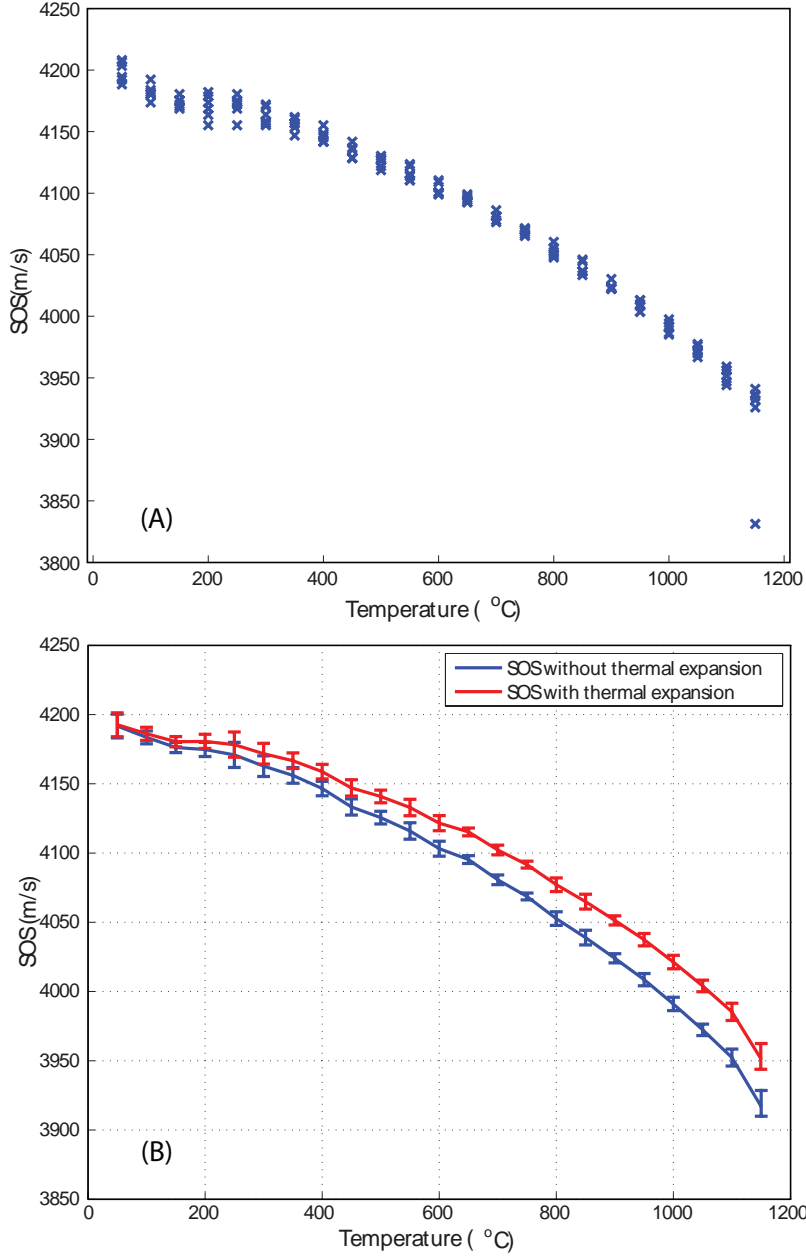 4250
4200
4150
4100
4050
4000
3950
3900
3850
3800
SOS(m/s)
(A)
0 200 400 600 800 1000 1200
Temperature ( °C)
4250
4200
4150
4100
4050
4000
3950
3900
3850
SOS(m/s)
SOS without thermal expansion
SOS with thermal expansion
(B)
0 200 400 600 800 1000 1200
Temperature ( °C)